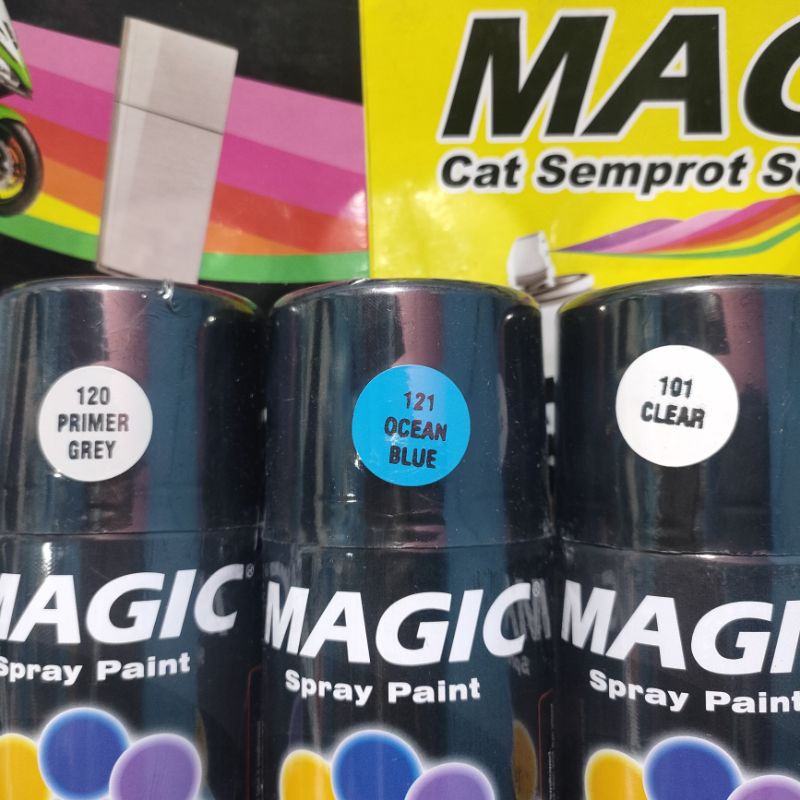 MAG
Cat Semprot S
120
PRIMER
GREY
121
OCEAN
BLUE
101
CLEAR
MAGIC®
Spray Paint
MAGIC®
Spray Paint
MAGI
Spray Paint